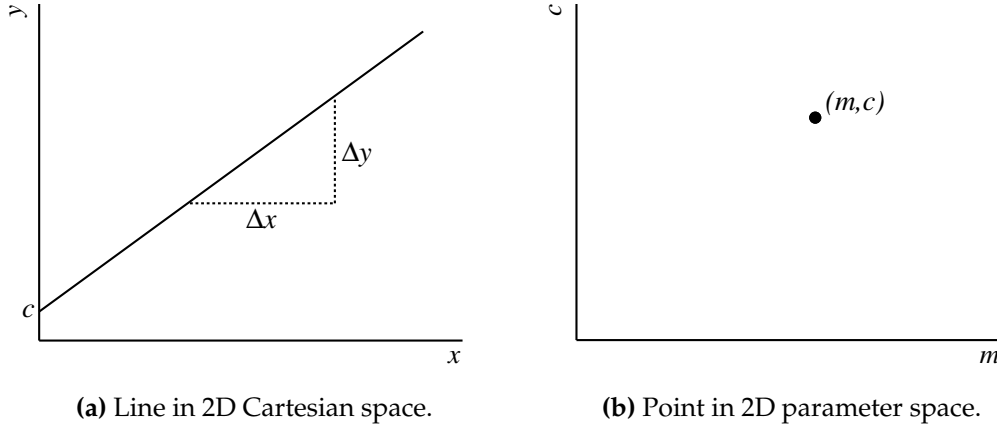 y
Δy
Δx
c
x
(a) Line in 2D Cartesian space.
c
(m,c)
m
(b) Point in 2D parameter space.